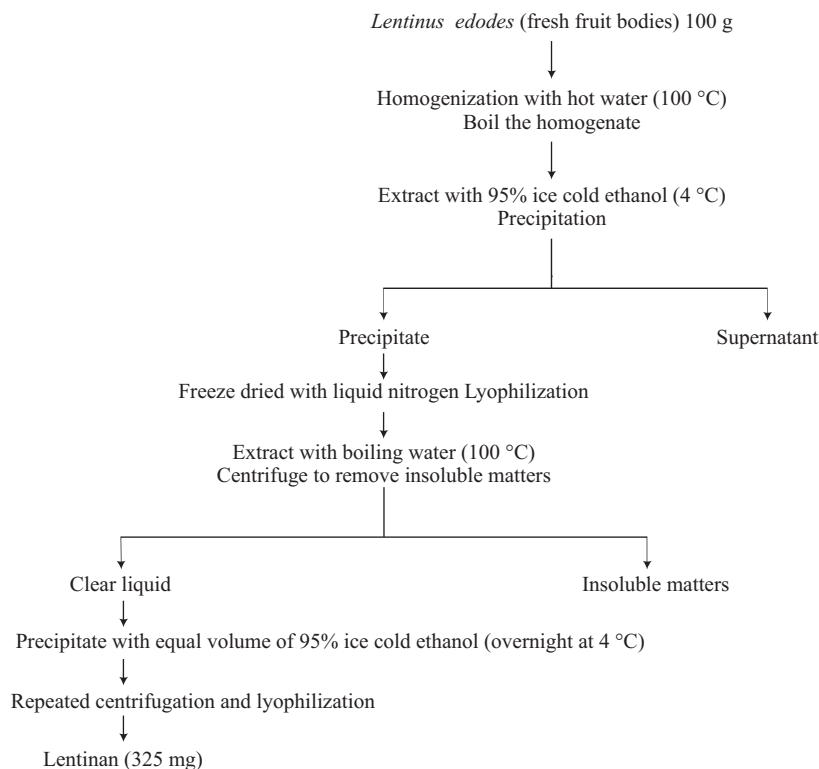 Lentinus edodes (fresh fruit bodies) 100 g
Homogenization with hot water (100 °C)
Boil the homogenate
Extract with 95% ice cold ethanol (4 °C)
Precipitation
Precipitate
Supernatant
Freeze dried with liquid nitrogen Lyophilization
Extract with boiling water (100 °C)
Centrifuge to remove insoluble matters
Clear liquid
Insoluble matters
Precipitate with equal volume of 95% ice cold ethanol (overnight at 4 °C)
Repeated centrifugation and lyophilization
Lentinan (325 mg)